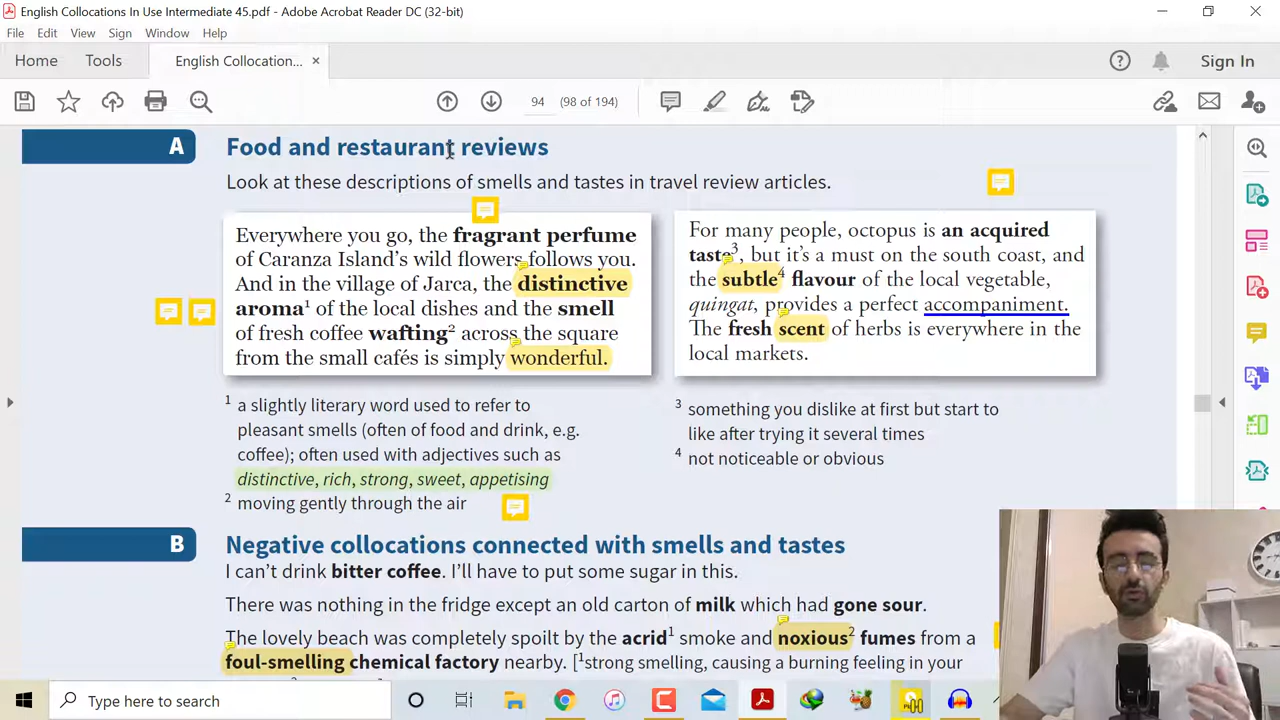 English Collocations In Use Intermediate 45.pdf - Adobe Acrobat Reader DC (32-bit)
File Edit View Sign Window Help
Home Tools English Collocation... × Sign In
94 (98 of 194)
A Food and restaurant reviews
Look at these descriptions of smells and tastes in travel review articles.
Everywhere you go, the fragrant perfume
of Caranza Island's wild flowers follows you.
And in the village of Jarca, the distinctive
aroma¹ of the local dishes and the smell
of fresh coffee wafting² across the square
from the small cafés is simply wonderful.
For many people, octopus is an acquired
taste³, but it's a must on the south coast, and
the subtle⁴ flavour of the local vegetable,
quingat, provides a perfect accompaniment.
The fresh scent of herbs is everywhere in the
local markets.
¹ a slightly literary word used to refer to
pleasant smells (often of food and drink, e.g.
coffee); often used with adjectives such as
distinctive, rich, strong, sweet, appetising
² moving gently through the air
³ something you dislike at first but start to
like after trying it several times
⁴ not noticeable or obvious
B Negative collocations connected with smells and tastes
I can't drink bitter coffee. I'll have to put some sugar in this.
There was nothing in the fridge except an old carton of milk which had gone sour.
The lovely beach was completely spoilt by the acrid¹ smoke and noxious² fumes from a
foul-smelling chemical factory nearby. [¹strong smelling, causing a burning feeling in your
Type here to search